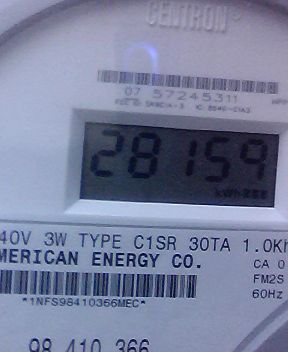 CENTRON®
07 57245311
28159
kWh
40V 3W TYPE C1SR 30TA 1.0Kh
MERICAN ENERGY CO.
CA 0
FM2S
60Hz
*1NFS98410366MEC*
98 410 366